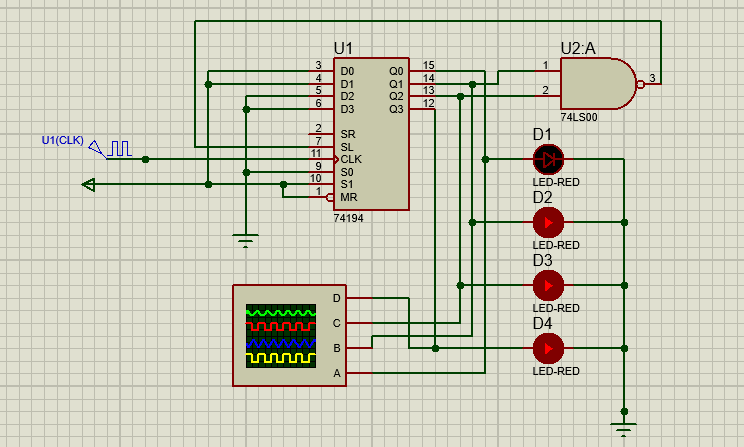 U1
U2:A
3 D0 Q0 15
4 D1 Q1 14
5 D2 Q2 13
6 D3 Q3 12
1
2
3
74LS00
2 SR
7 SL
11 CLK
9 S0
10 S1
1 MR
74194
U1(CLK)
D1
LED-RED
D2
LED-RED
D3
LED-RED
D4
LED-RED
D
C
B
A